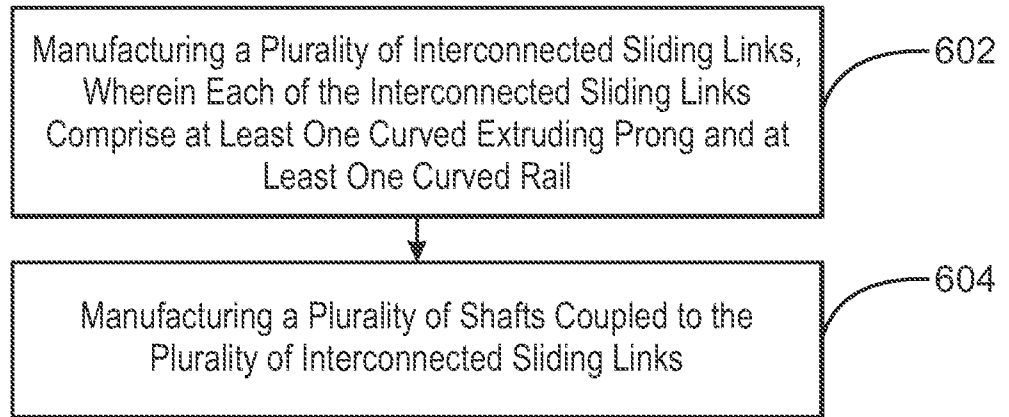 Manufacturing a Plurality of Interconnected Sliding Links,
Wherein Each of the Interconnected Sliding Links
Comprise at Least One Curved Extruding Prong and at
Least One Curved Rail
602
Manufacturing a Plurality of Shafts Coupled to the
Plurality of Interconnected Sliding Links
604